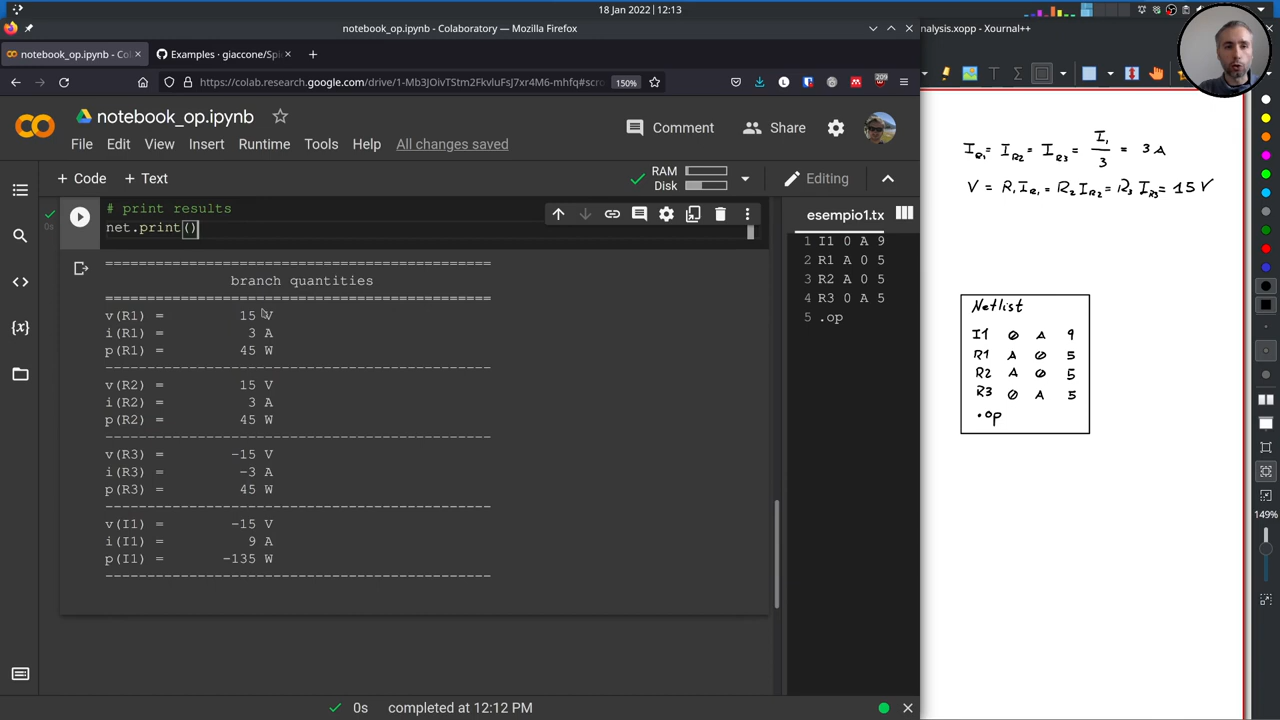 18 Jan 2022 | 12:13
notebook_op.ipynb — Colaboratory — Mozilla Firefox
analysis.xopp — Xournal++
notebook_op.ipynb - Col
Examples · giaccone/Spi
https://colab.research.google.com/drive/1-Mb3JOivTStm2FkvluFsJ7xr4M6-mhfq#scro
150%
209
notebook_op.ipynb
Comment
Share
File Edit View Insert Runtime Tools Help All changes saved
+ Code + Text
RAM
Disk
Editing
# print results
net.print()
0s
==============================================
branch quantities
==============================================
v(R1) = 15 V
i(R1) = 3 A
p(R1) = 45 W
----------------------------------------------
v(R2) = 15 V
i(R2) = 3 A
p(R2) = 45 W
----------------------------------------------
v(R3) = -15 V
i(R3) = -3 A
p(R3) = 45 W
----------------------------------------------
v(I1) = -15 V
i(I1) = 9 A
p(I1) = -135 W
----------------------------------------------
0s completed at 12:12 PM
esempio1.tx
1 I1 0 A 9
2 R1 A 0 5
3 R2 A 0 5
4 R3 0 A 5
5 .op
I_R1 = I_R2 = I_R3 = I_1 / 3 = 3 A
V = R_1 I_R1 = R_2 I_R2 = R_3 I_R3 = 15 V
Netlist
I1 0 A 9
R1 A 0 5
R2 A 0 5
R3 0 A 5
.op
149%